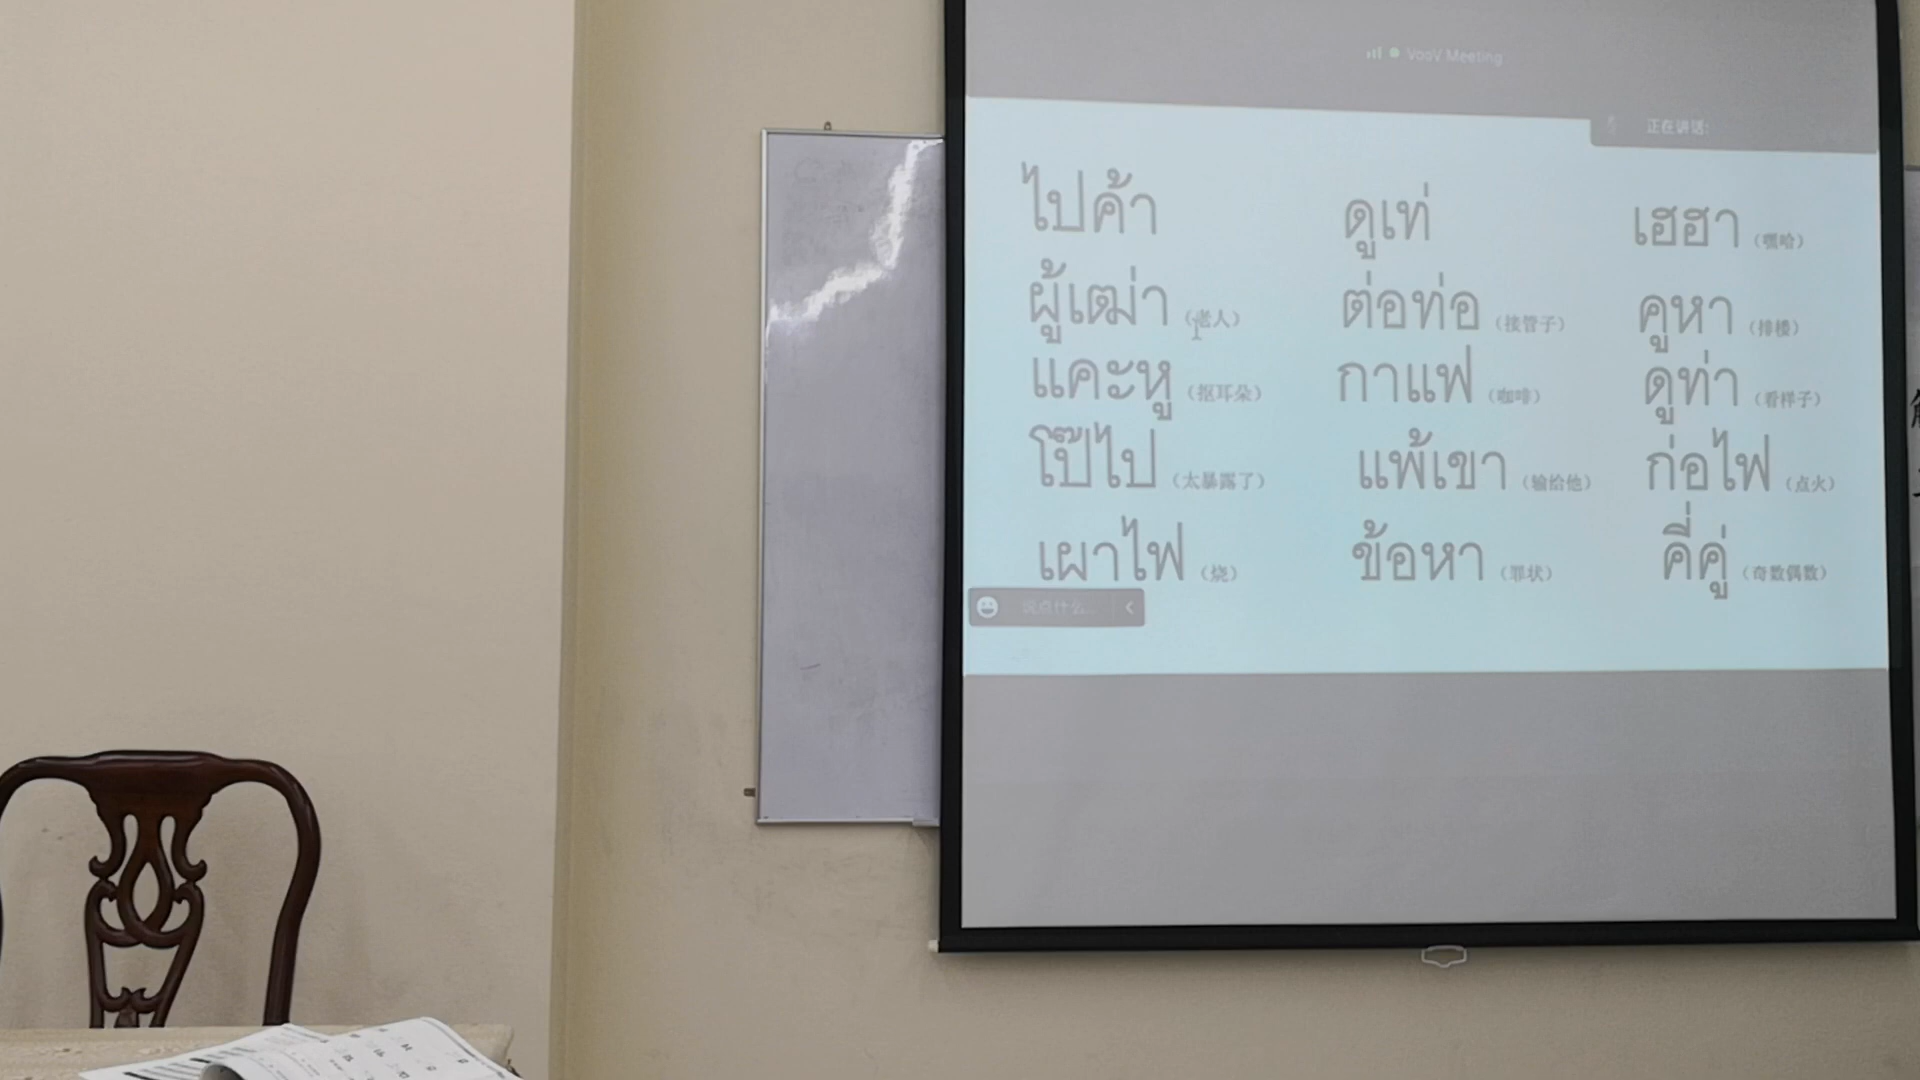 VooV Meeting
正在讲话:
ไปค้า ดูเท่ เฮฮา（嘿哈）
ผู้เฒ่า（老人） ต่อท่อ（接管子） คูหา（排楼）
แคะหู（抠耳朵） กาแฟ（咖啡） ดูท่า（看样子）
โป๊ไป（太暴露了） แพ้เขา（输给他） ก่อไฟ（点火）
เผาไฟ（烧） ข้อหา（罪状） คี่คู่（奇数偶数）
说点什么...